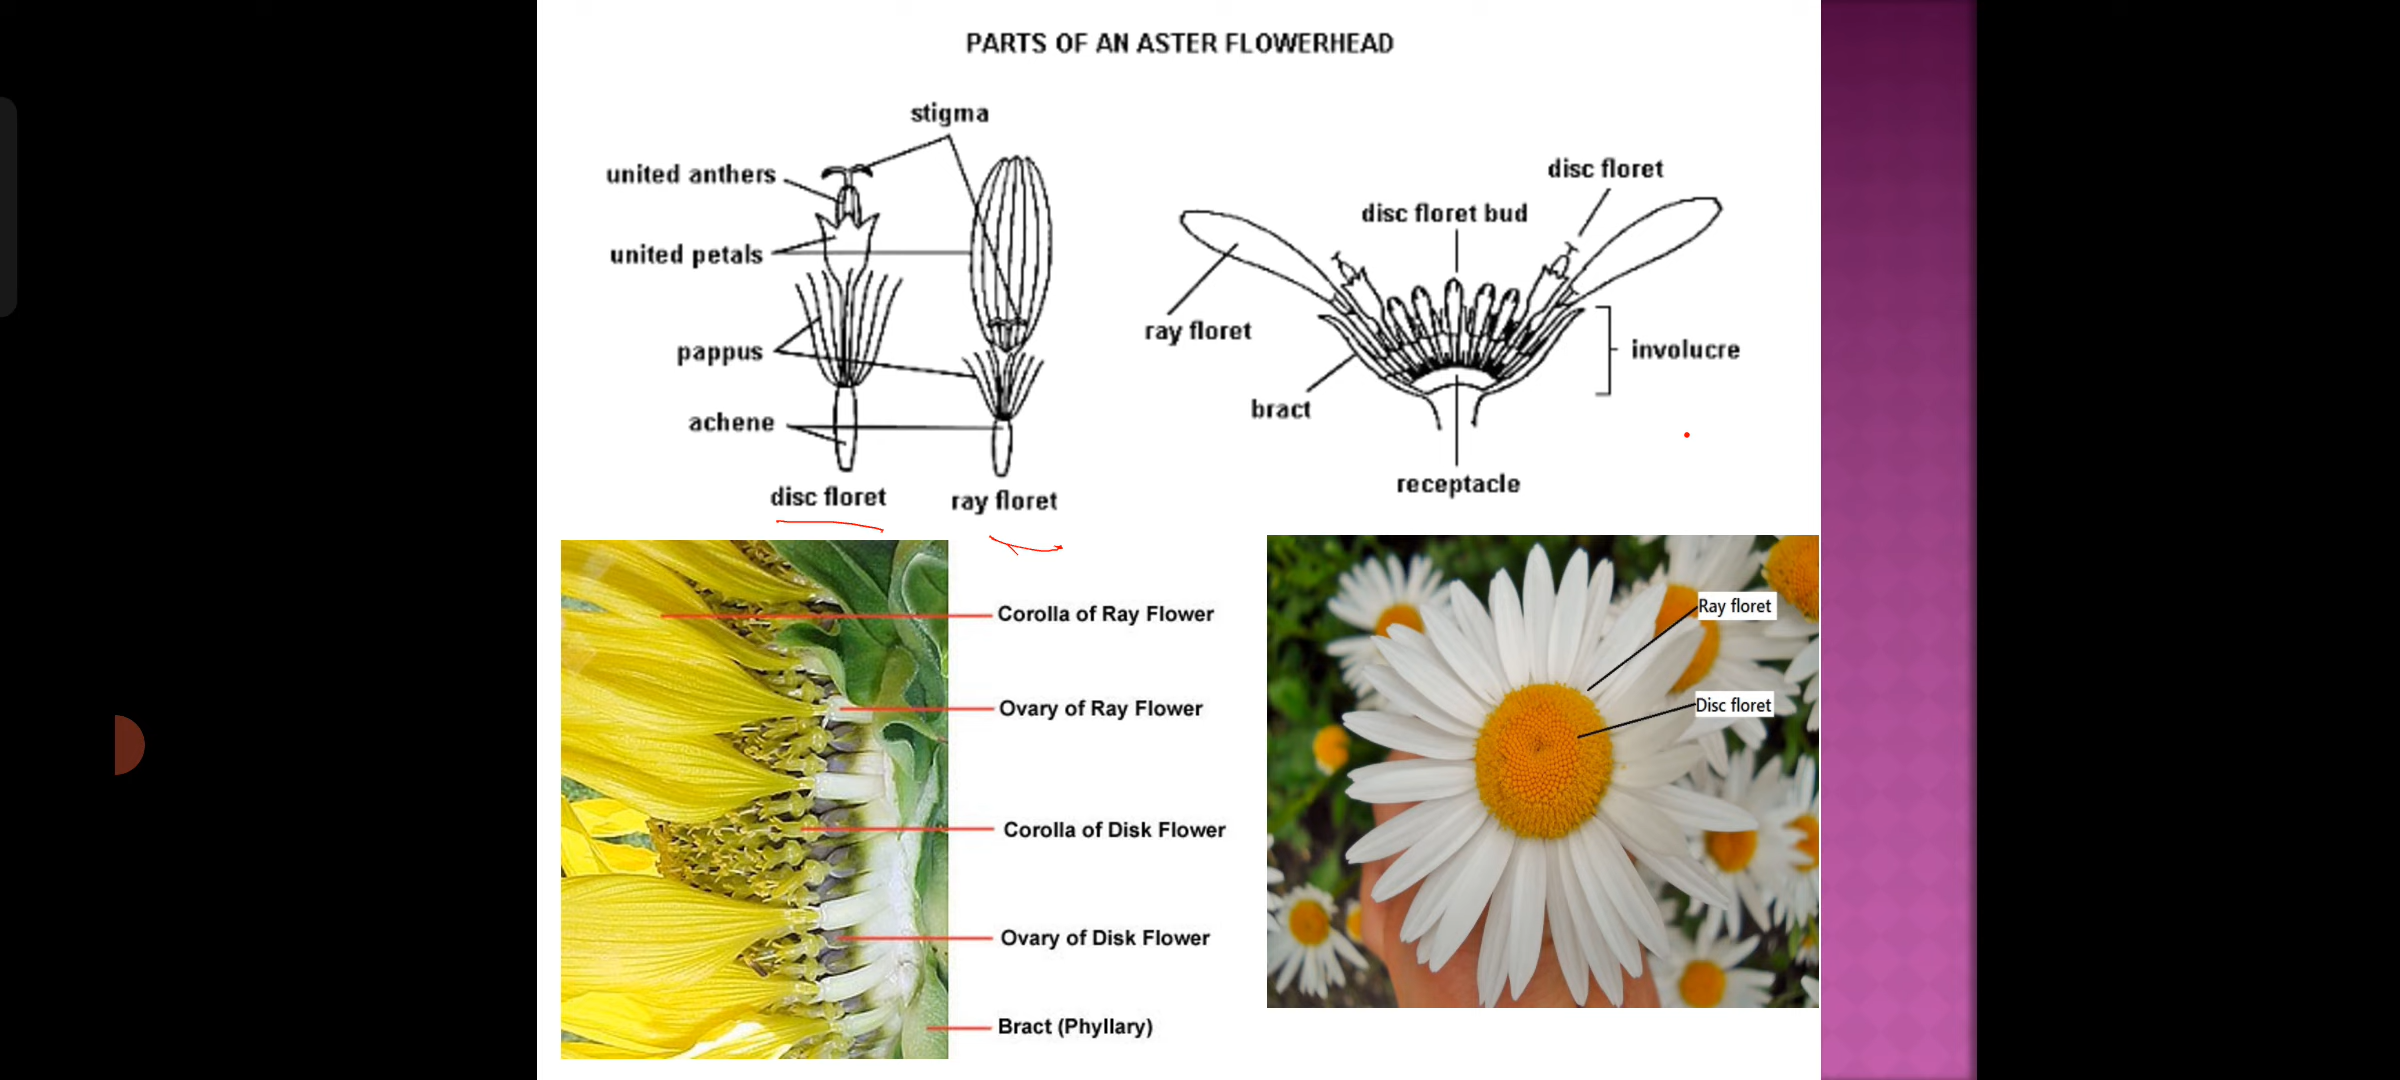 PARTS OF AN ASTER FLOWERHEAD
stigma
united anthers
united petals
pappus
achene
disc floret
ray floret
disc floret
disc floret bud
ray floret
involucre
bract
receptacle
Corolla of Ray Flower
Ovary of Ray Flower
Corolla of Disk Flower
Ovary of Disk Flower
Bract (Phyllary)
Ray floret
Disc floret